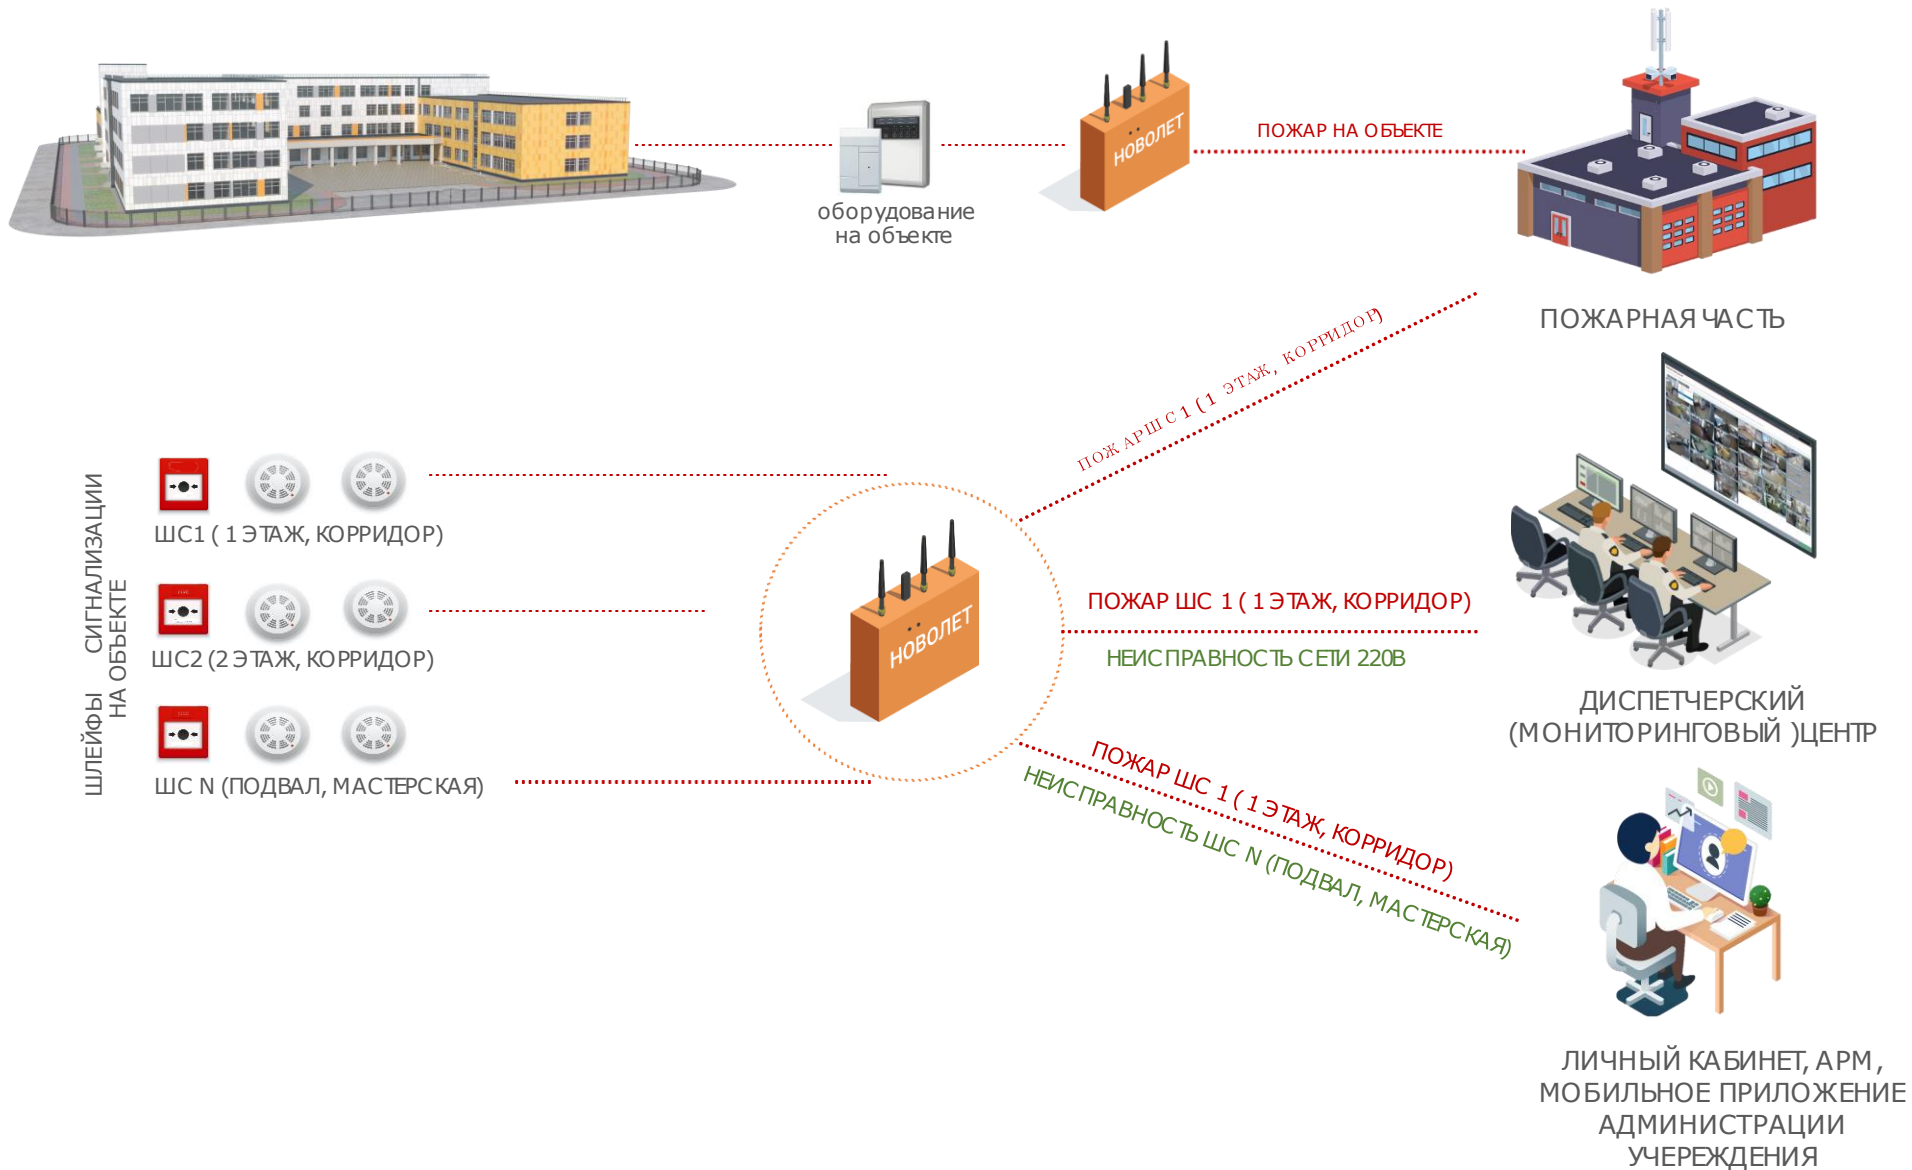 НОВОЛЕТ
ПОЖАР НА ОБЪЕКТЕ
оборудование
на объекте
ПОЖАРНАЯ ЧАСТЬ
ПОЖАР ШС 1 (1 ЭТАЖ, КОРРИДОР)
ШЛЕЙФЫ СИГНАЛИЗАЦИИ
НА ОБЪЕКТЕ
ШС1 ( 1 ЭТАЖ, КОРРИДОР)
ШС2 (2 ЭТАЖ, КОРРИДОР)
ШС N (ПОДВАЛ, МАСТЕРСКАЯ)
НОВОЛЕТ
ПОЖАР ШС 1 ( 1 ЭТАЖ, КОРРИДОР)
НЕИСПРАВНОСТЬ СЕТИ 220В
ДИСПЕТЧЕРСКИЙ
(МОНИТОРИНГОВЫЙ )ЦЕНТР
ПОЖАР ШС 1 ( 1 ЭТАЖ, КОРРИДОР)
НЕИСПРАВНОСТЬ ШС N (ПОДВАЛ, МАСТЕРСКАЯ)
ЛИЧНЫЙ КАБИНЕТ, АРМ,
МОБИЛЬНОЕ ПРИЛОЖЕНИЕ
АДМИНИСТРАЦИИ
УЧЕРЕЖДЕНИЯ